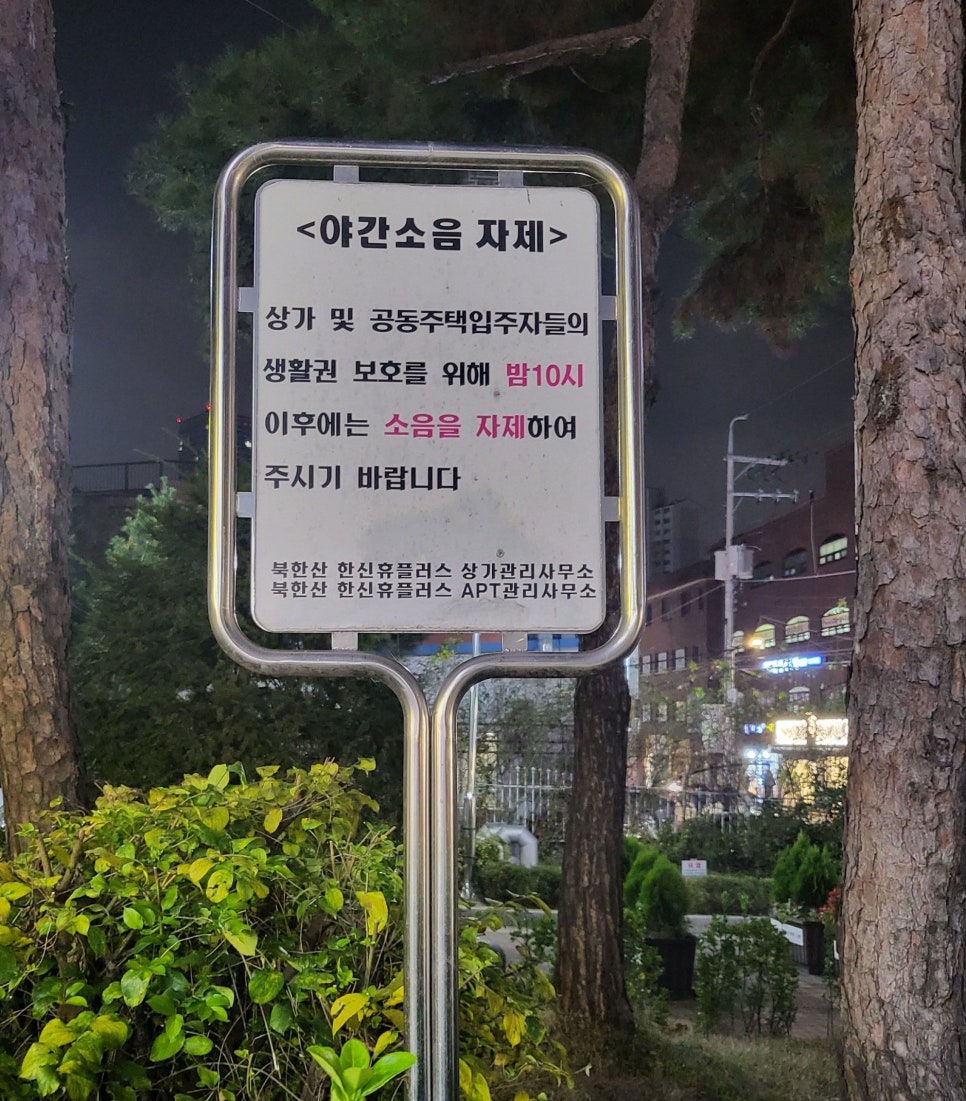 <야간소음 자제>
상가 및 공동주택입주자들의
생활권 보호를 위해 밤10시
이후에는 소음을 자제하여
주시기 바랍니다
북한산 한신휴플러스 상가관리사무소
북한산 한신휴플러스 APT관리사무소